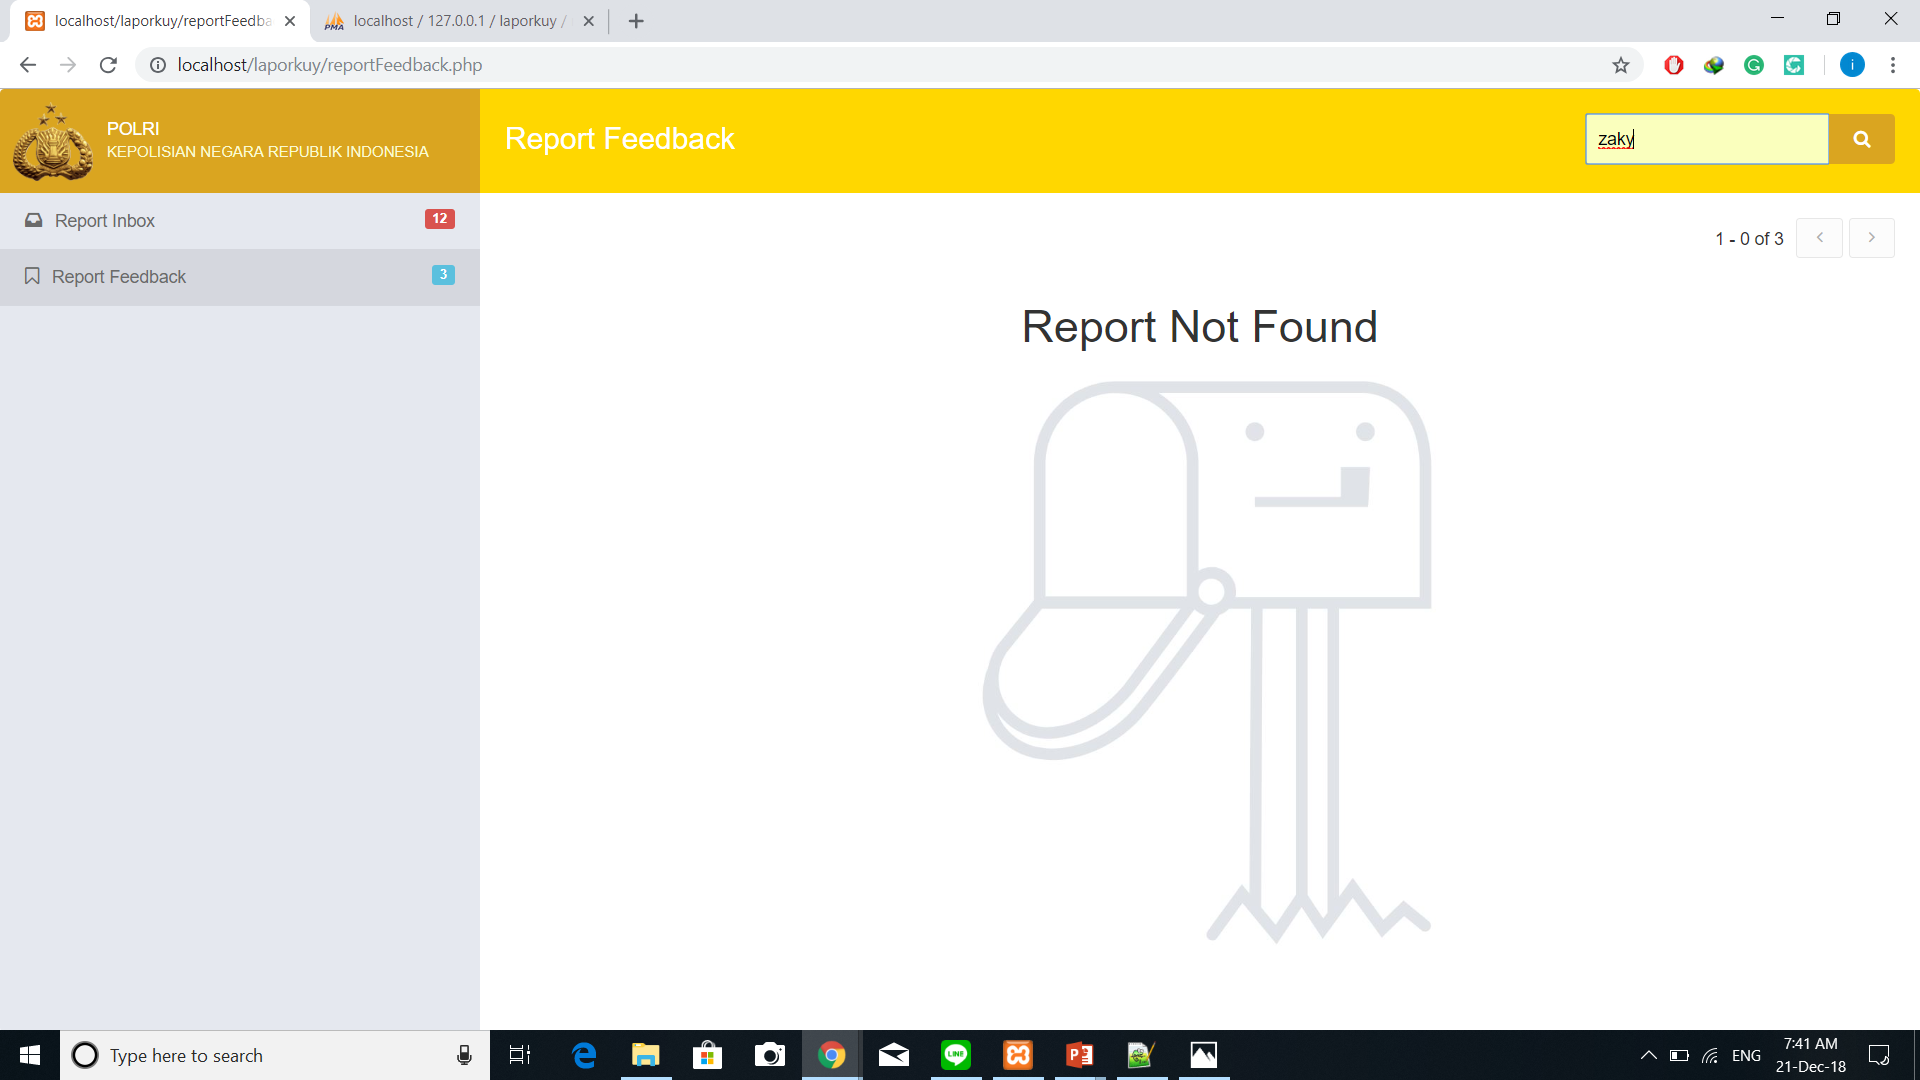 localhost/laporkuy/reportFeedba
localhost / 127.0.0.1 / laporkuy /
localhost/laporkuy/reportFeedback.php
i
POLRI
KEPOLISIAN NEGARA REPUBLIK INDONESIA
Report Feedback
zaky
Report Inbox 12
Report Feedback 3
1 - 0 of 3
Report Not Found
Type here to search
ENG
7:41 AM
21-Dec-18